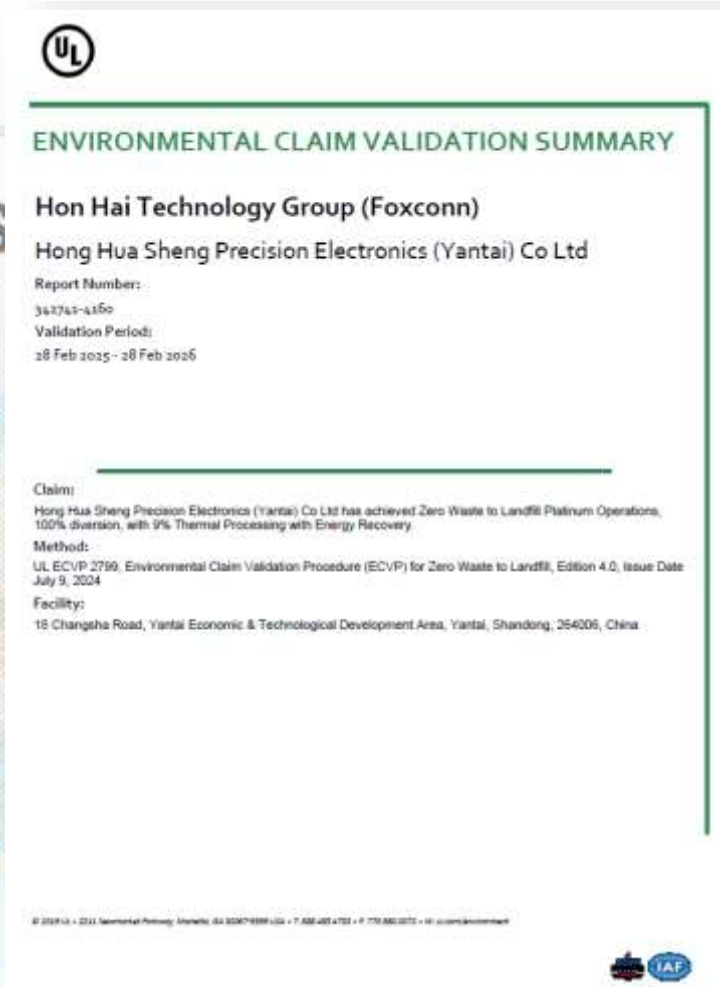 UL
ENVIRONMENTAL CLAIM VALIDATION SUMMARY
Hon Hai Technology Group (Foxconn)
Hong Hua Sheng Precision Electronics (Yantai) Co Ltd
Report Number:
342741-4160
Validation Period:
28 Feb 2025 - 28 Feb 2026
Claim:
Hong Hua Sheng Precision Electronics (Yantai) Co Ltd has achieved Zero Waste to Landfill Platinum Operations,
100% diversion, with 9% Thermal Processing with Energy Recovery.
Method:
UL ECVP 2799, Environmental Claim Validation Procedure (ECVP) for Zero Waste to Landfill, Edition 4.0, Issue Date
July 9, 2024
Facility:
18 Changsha Road, Yantai Economic & Technological Development Area, Yantai, Shandong, 264006, China
IAF